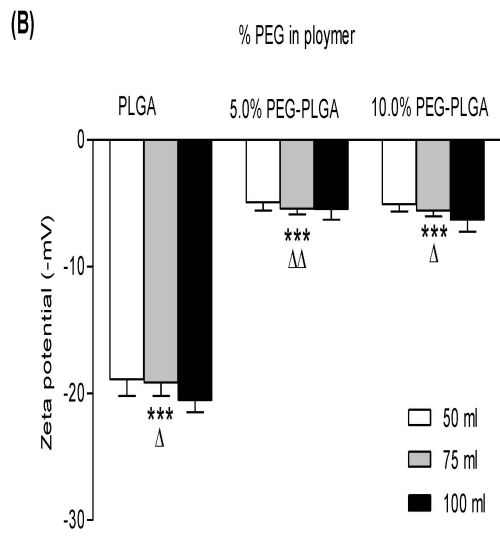 (B)
% PEG in ploymer
PLGA 5.0% PEG-PLGA 10.0% PEG-PLGA
0
-10
-20
-30
Zeta potential (-mV)
*** *** ***
Δ ΔΔ Δ
50 ml
75 ml
100 ml